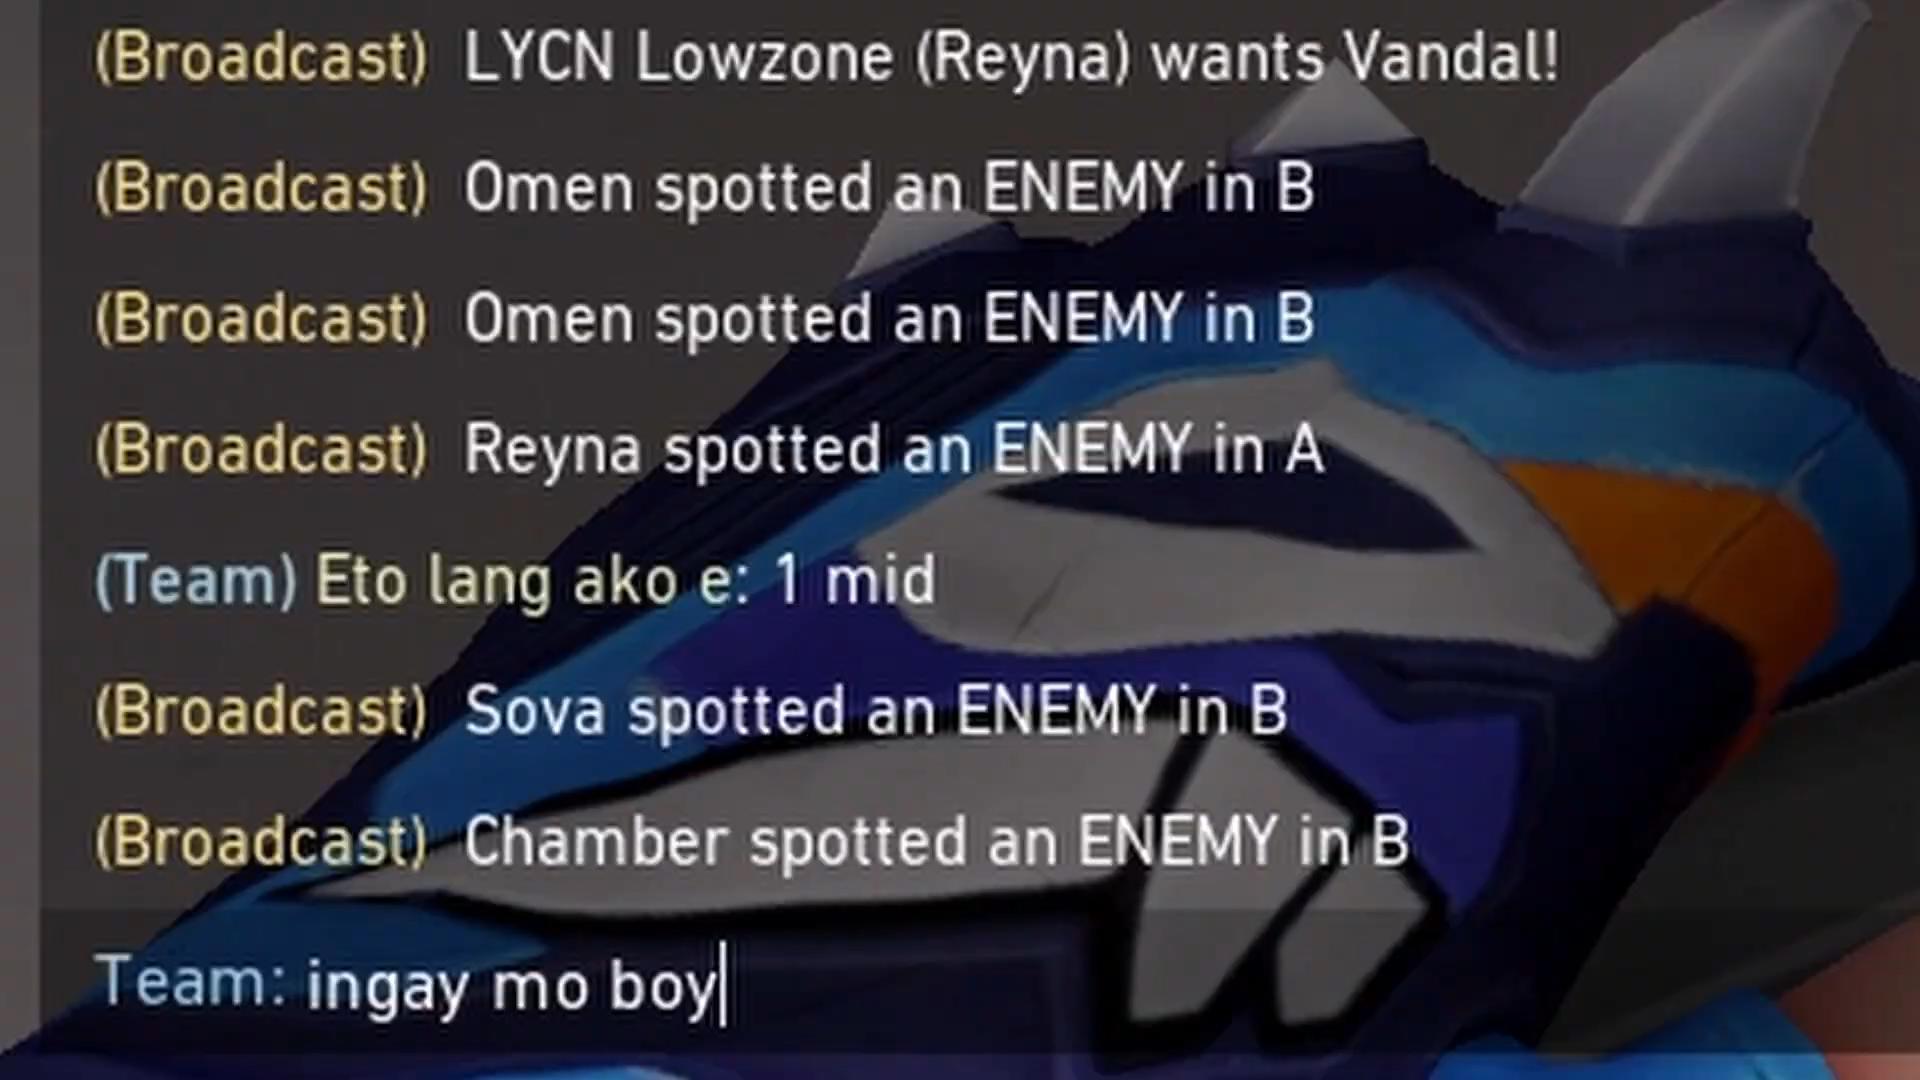 (Broadcast) LYCN Lowzone (Reyna) wants Vandal!
(Broadcast) Omen spotted an ENEMY in B
(Broadcast) Omen spotted an ENEMY in B
(Broadcast) Reyna spotted an ENEMY in A
(Team) Eto lang ako e: 1 mid
(Broadcast) Sova spotted an ENEMY in B
(Broadcast) Chamber spotted an ENEMY in B
Team: ingay mo boy